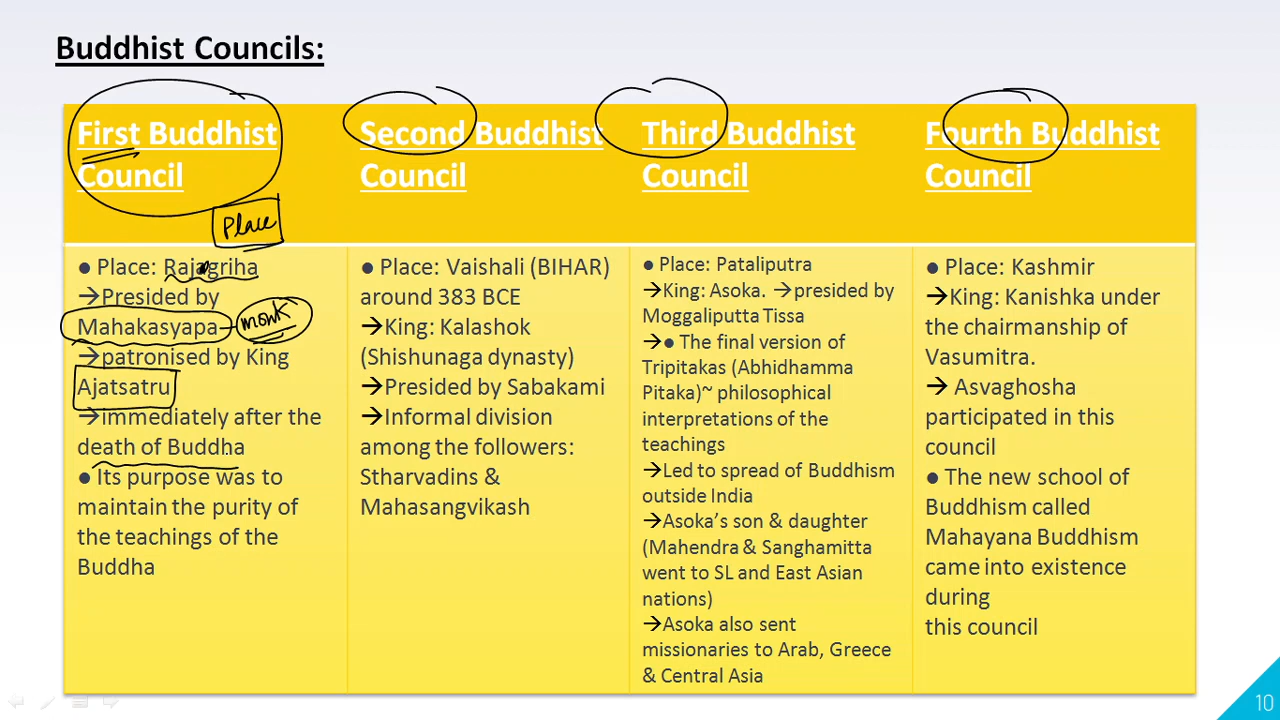 Buddhist Councils:
First Buddhist
Council
Place
● Place: Rajagriha
→Presided by
Mahakasyapa - monk
→patronised by King
Ajatsatru
→immediately after the
death of Buddha
● Its purpose was to
maintain the purity of
the teachings of the
Buddha
Second Buddhist
Council
● Place: Vaishali (BIHAR)
around 383 BCE
→King: Kalashok
(Shishunaga dynasty)
→Presided by Sabakami
→Informal division
among the followers:
Stharvadins &
Mahasangvikash
Third Buddhist
Council
● Place: Pataliputra
→King: Asoka. →presided by
Moggaliputta Tissa
→● The final version of
Tripitakas (Abhidhamma
Pitaka)~ philosophical
interpretations of the
teachings
→Led to spread of Buddhism
outside India
→Asoka's son & daughter
(Mahendra & Sanghamitta
went to SL and East Asian
nations)
→Asoka also sent
missionaries to Arab, Greece
& Central Asia
Fourth Buddhist
Council
● Place: Kashmir
→King: Kanishka under
the chairmanship of
Vasumitra.
→ Asvaghosha
participated in this
council
● The new school of
Buddhism called
Mahayana Buddhism
came into existence
during
this council
10